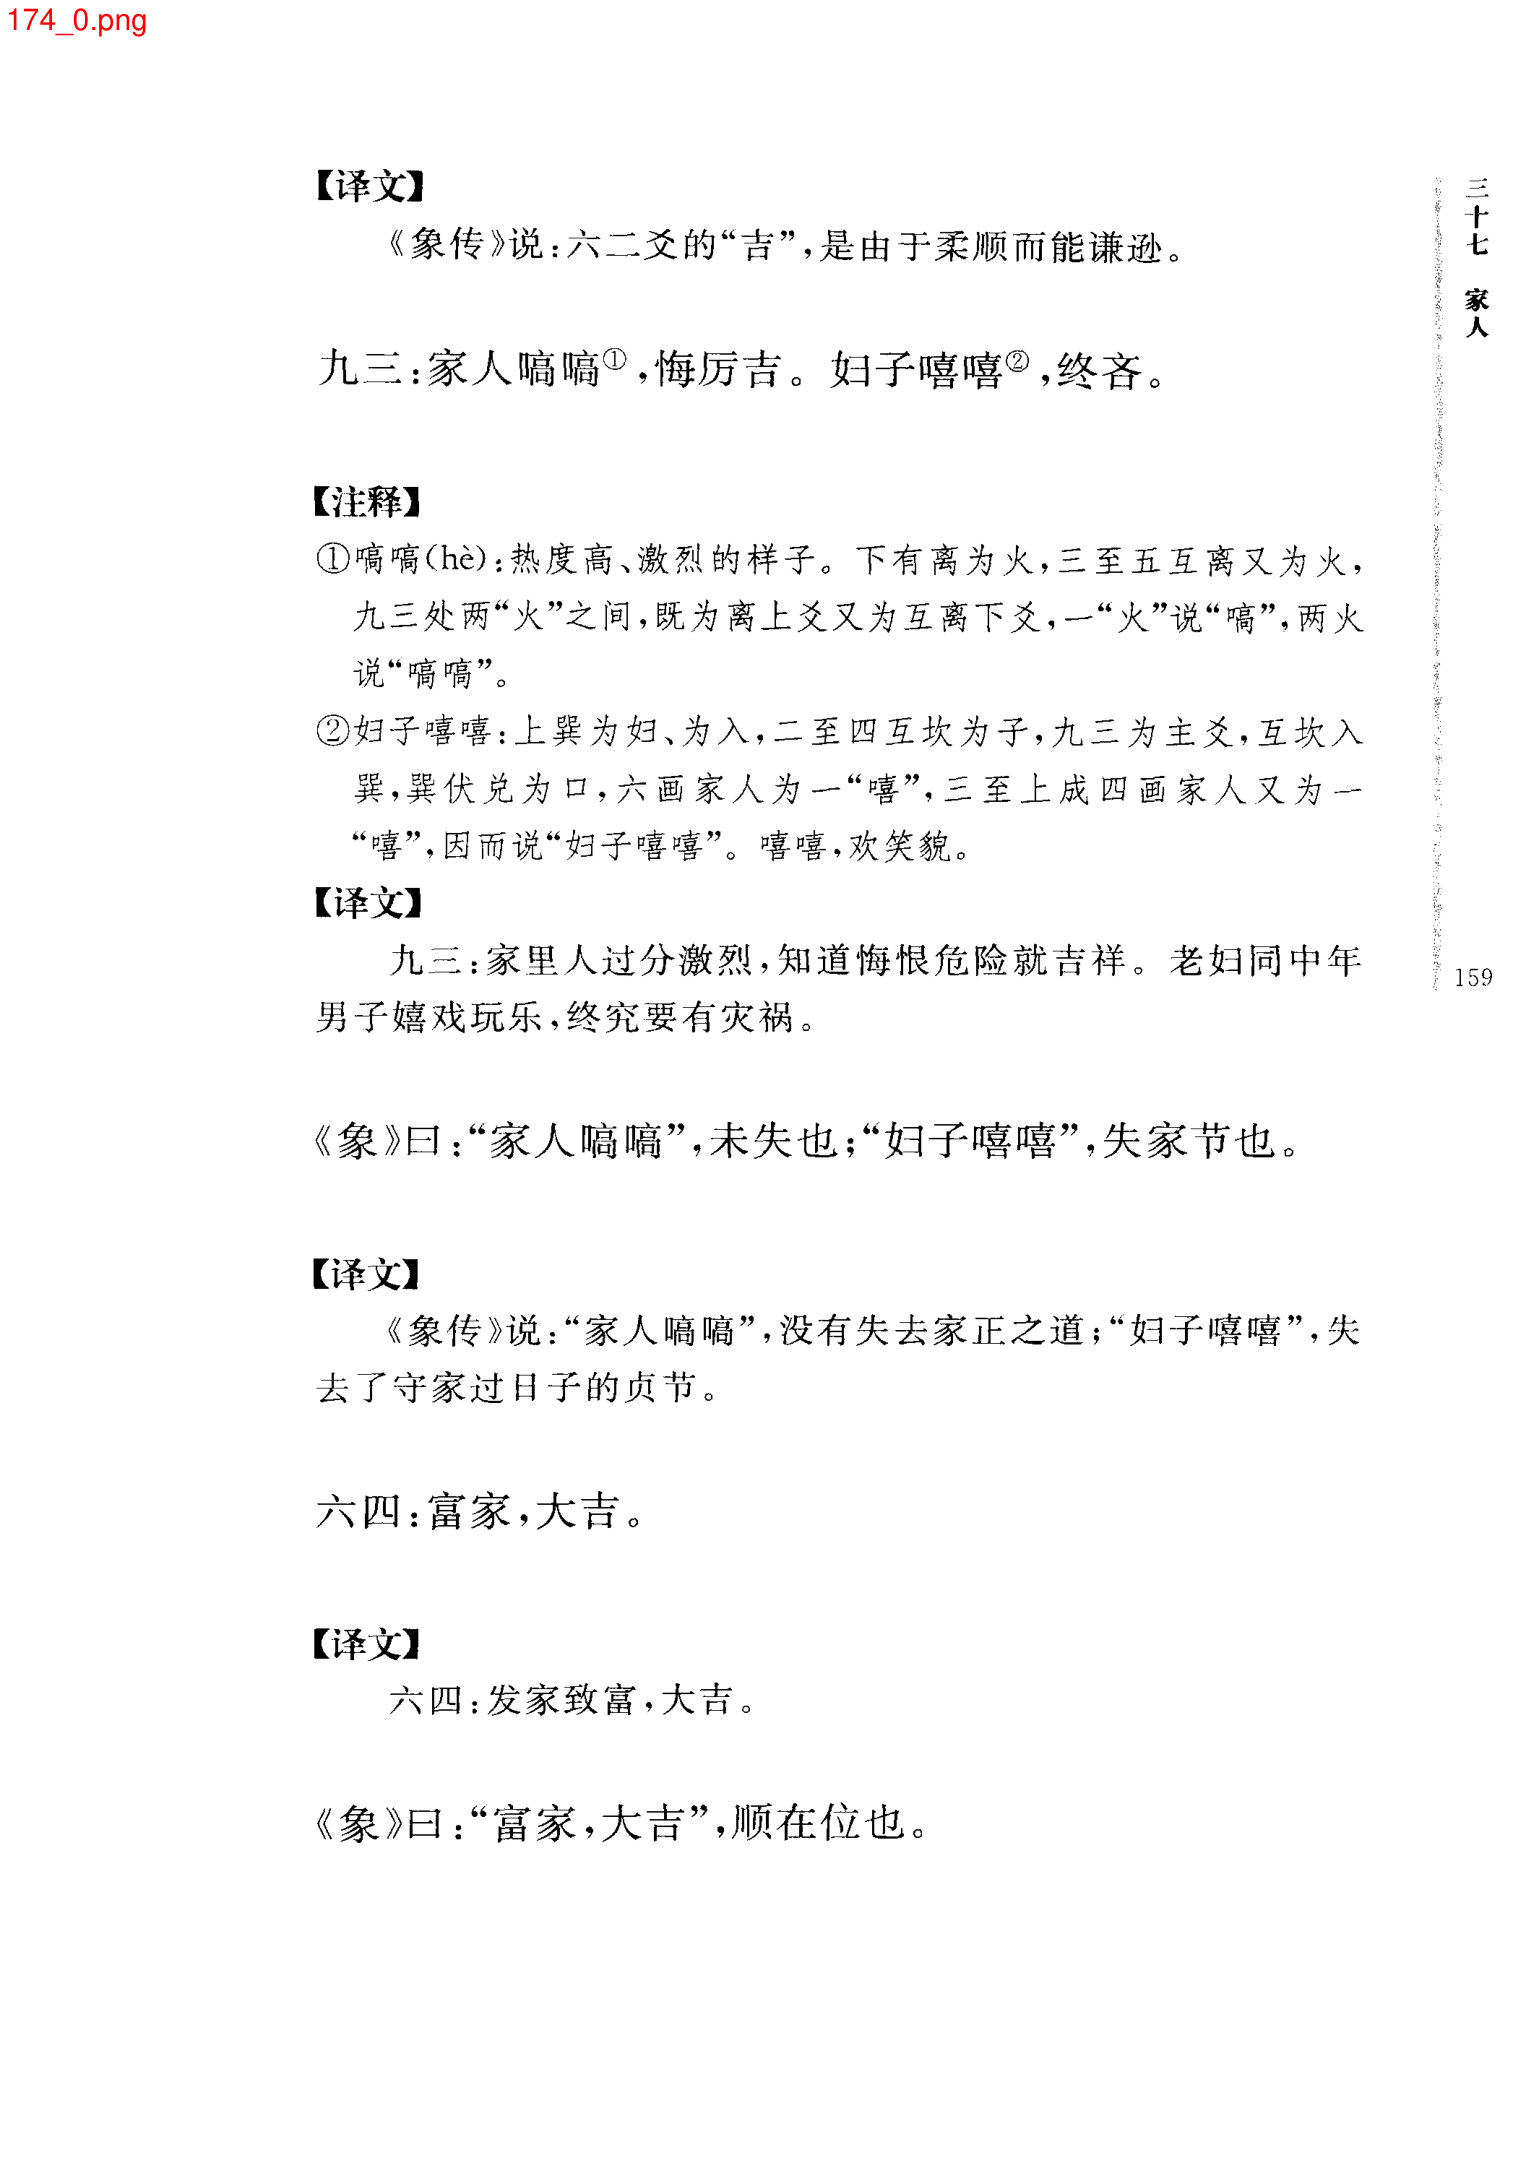 174_0.png
【译文】
《象传》说：六二爻的“吉”，是由于柔顺而能谦逊。
九三：家人嗃嗃①，悔厉吉。妇子嘻嘻②，终吝。
【注释】
①嗃嗃(hè)：热度高、激烈的样子。下有离为火，三至五互离又为火，
九三处两“火”之间，既为离上爻又为互离下爻，一“火”说“嗃”，两火
说“嗃嗃”。
②妇子嘻嘻：上巽为妇、为入，二至四互坎为子，九三为主爻，互坎入
巽，巽伏兑为口，六画家人为一“嘻”，三至上成四画家人又为一
“嘻”，因而说“妇子嘻嘻”。嘻嘻，欢笑貌。
【译文】
九三：家里人过分激烈，知道悔恨危险就吉祥。老妇同中年
男子嬉戏玩乐，终究要有灾祸。
《象》曰：“家人嗃嗃”，未失也；“妇子嘻嘻”，失家节也。
【译文】
《象传》说：“家人嗃嗃”，没有失去家正之道；“妇子嘻嘻”，失
去了守家过日子的贞节。
六四：富家，大吉。
【译文】
六四：发家致富，大吉。
《象》曰：“富家，大吉”，顺在位也。
三十七 家人
159